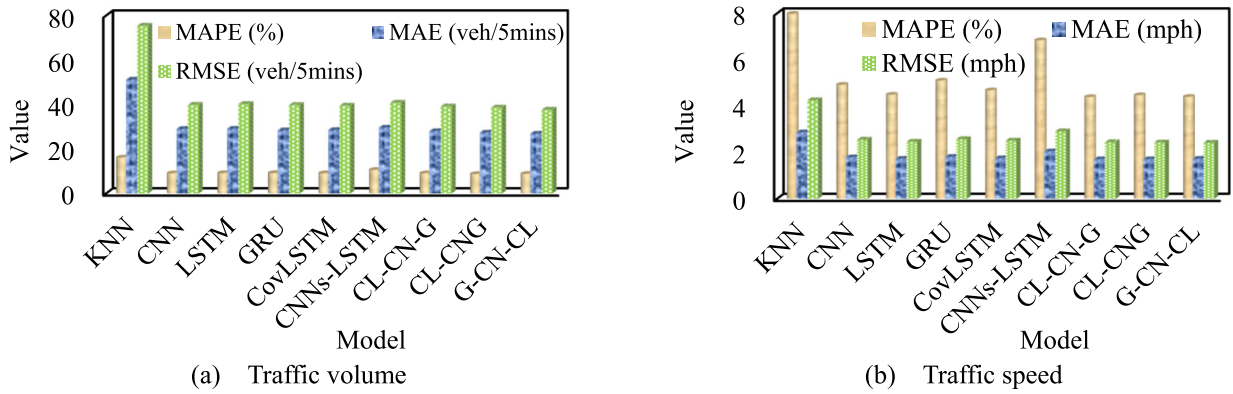 80
60
40
20
0
Value
MAPE (%)
MAE (veh/5mins)
RMSE (veh/5mins)
KNN
CNN
LSTM
GRU
CovLSTM
CNNs-LSTM
CL-CN-G
CL-CNG
G-CN-CL
Model
(a) Traffic volume
8
6
4
2
0
Value
MAPE (%)
MAE (mph)
RMSE (mph)
KNN
CNN
LSTM
GRU
CovLSTM
CNNs-LSTM
CL-CN-G
CL-CNG
G-CN-CL
Model
(b) Traffic speed